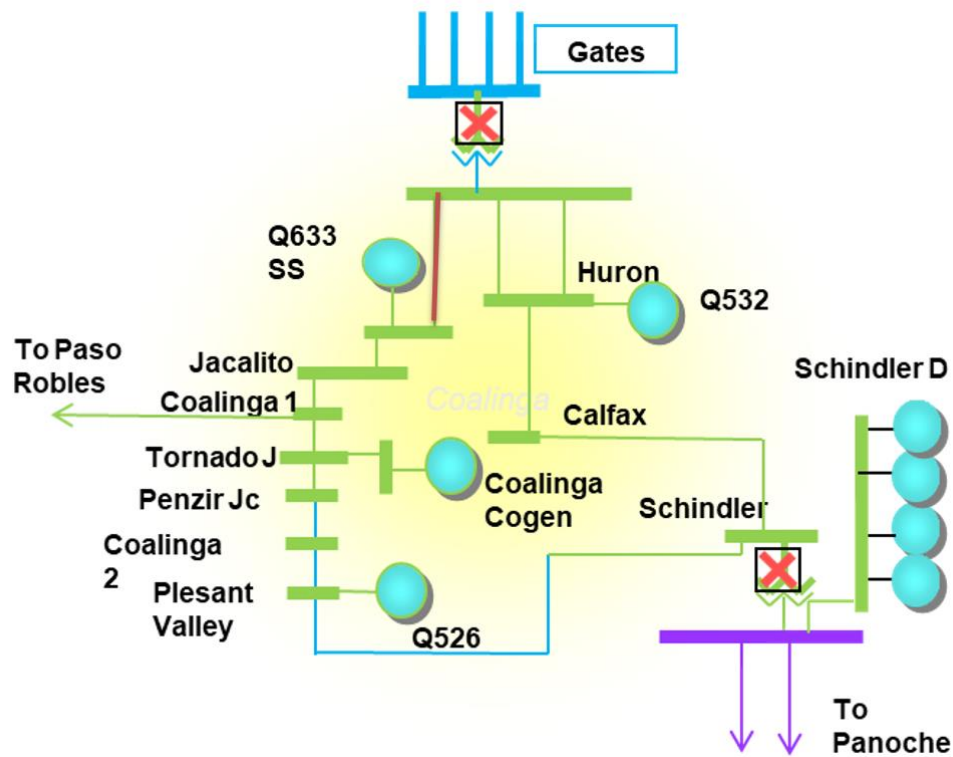 Gates
Q633
SS
Huron
Q532
To Paso
Robles
Jacalito
Schindler D
Coalinga 1
Coalinga
Calfax
Tornado J
Coalinga
Cogen
Penzir Jc
Schindler
Coalinga
2
Plesant
Valley
Q526
To
Panoche